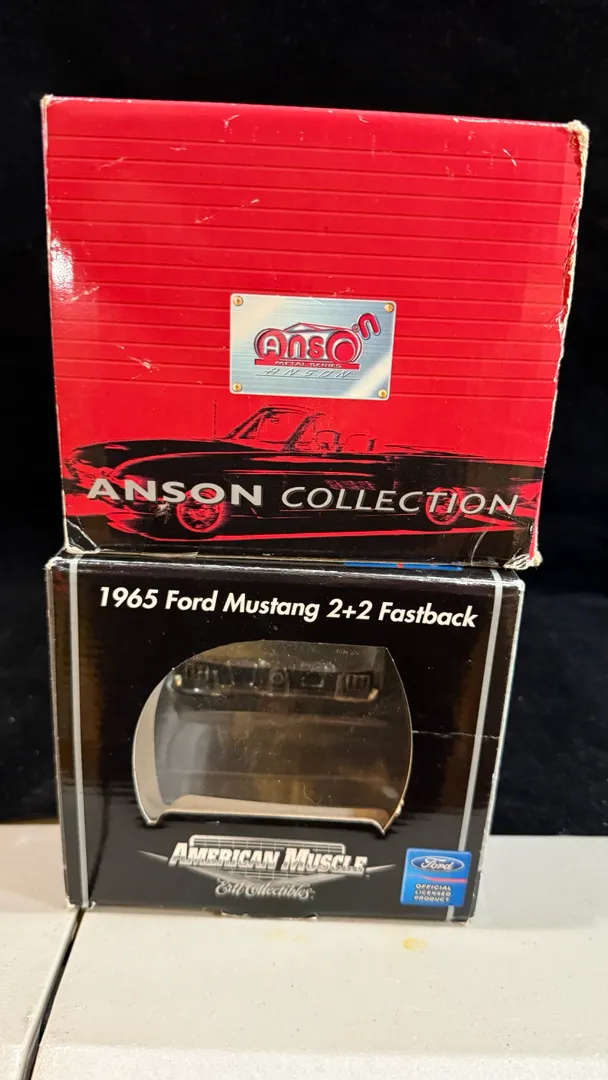 ANSON
METAL SERIES
ANSON
ANSON COLLECTION
1965 Ford Mustang 2+2 Fastback
AMERICAN MUSCLE
Ertl Collectibles
Ford
OFFICIAL
LICENSED
PRODUCT